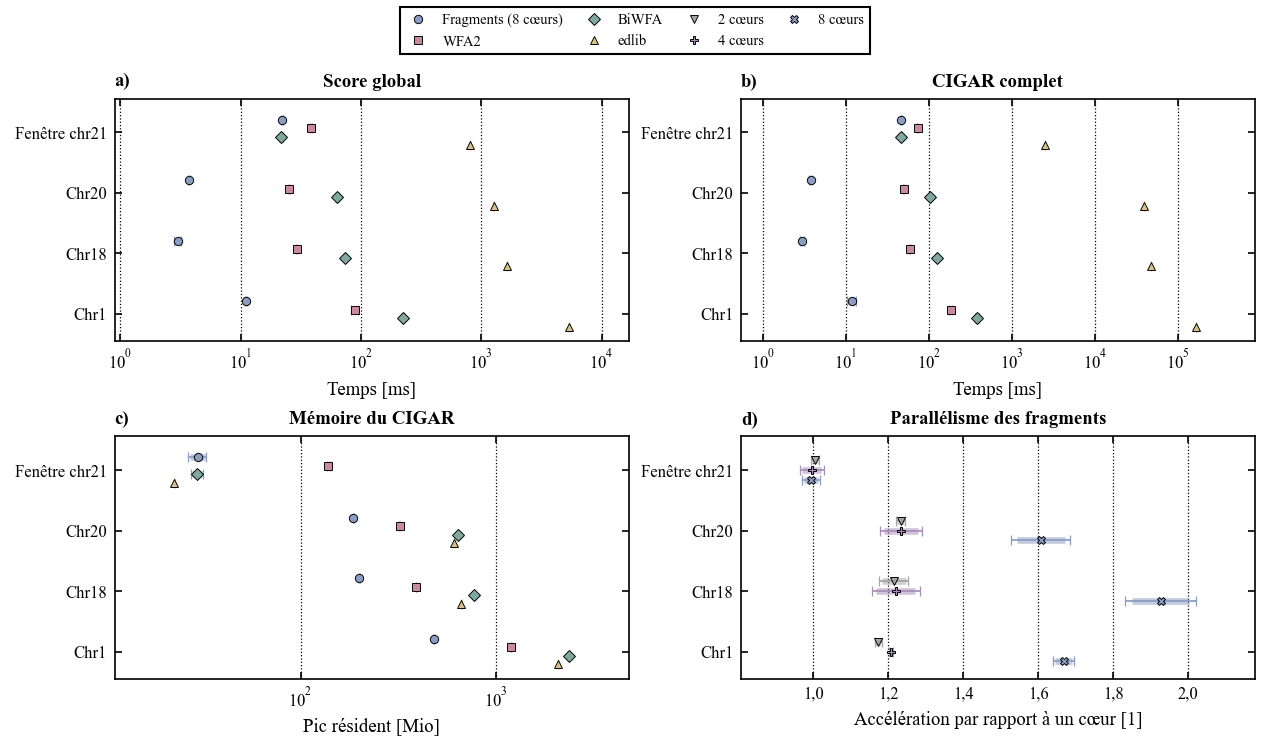 Fragments (8 cœurs) BiWFA 2 cœurs 8 cœurs
WFA2 edlib 4 cœurs
a) Score global
Fenêtre chr21
Chr20
Chr18
Chr1
10⁰ 10¹ 10² 10³ 10⁴
Temps [ms]
b) CIGAR complet
Fenêtre chr21
Chr20
Chr18
Chr1
10⁰ 10¹ 10² 10³ 10⁴ 10⁵
Temps [ms]
c) Mémoire du CIGAR
Fenêtre chr21
Chr20
Chr18
Chr1
10² 10³
Pic résident [Mio]
d) Parallélisme des fragments
Fenêtre chr21
Chr20
Chr18
Chr1
1,0 1,2 1,4 1,6 1,8 2,0
Accélération par rapport à un cœur [1]